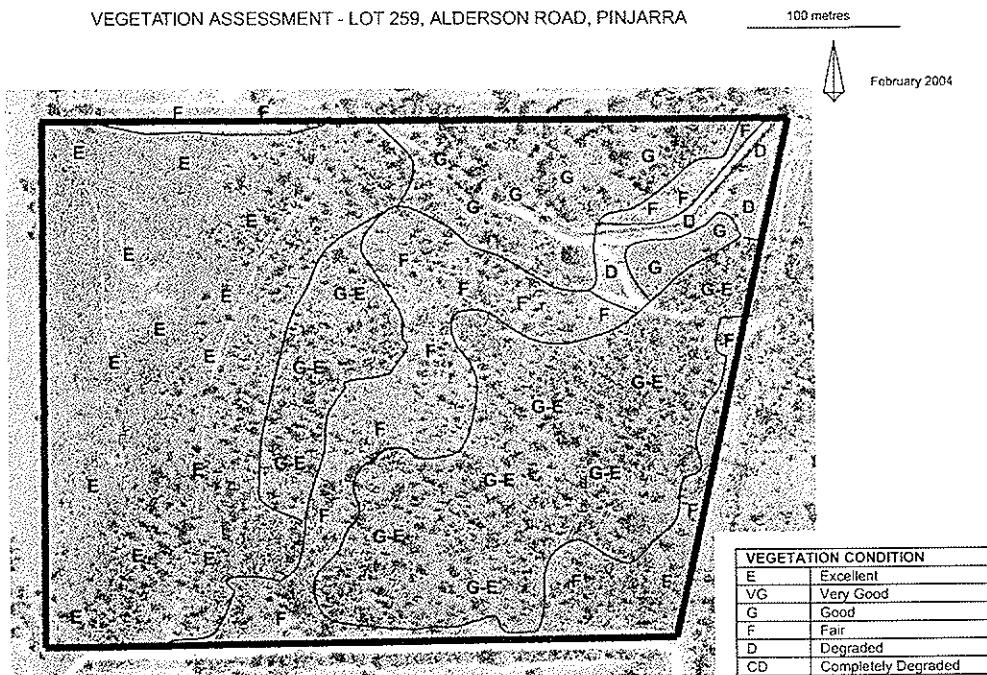 VEGETATION ASSESSMENT - LOT 259, ALDERSON ROAD, PINJARRA
100 metres
February 2004
F F
E E G G F D
G G F F D
E G D G
E F D G
E G-E F F F G-E
E E F
E E G-E F G-E
G-E
F
E E G-E G-E G-E
F F
E E G-E
E F G-E F F
VEGETATION CONDITION
E Excellent
VG Very Good
G Good
F Fair
D Degraded
CD Completely Degraded